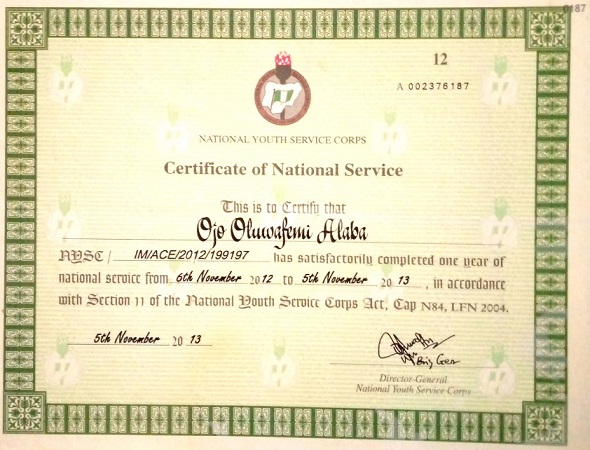 0187
12
A 002376187
NATIONAL YOUTH SERVICE CORPS
Certificate of National Service
This is to Certify that
Ojo Oluwafemi Alaba
NYSC/ IM/ACE/2012/199197 has satisfactorily completed one year of
national service from 6th November 2012 to 5th November 2013, in accordance
with Section 11 of the National Youth Service Corps Act, Cap N84, LFN 2004.
5th November 2013
Brig Gen
Director-General
National Youth Service Corps